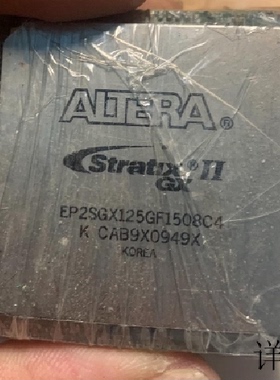 ALTERA®
Stratix® II
GX
EP2SGX125GF1508C4
K CAB9X0949X
KOREA
详